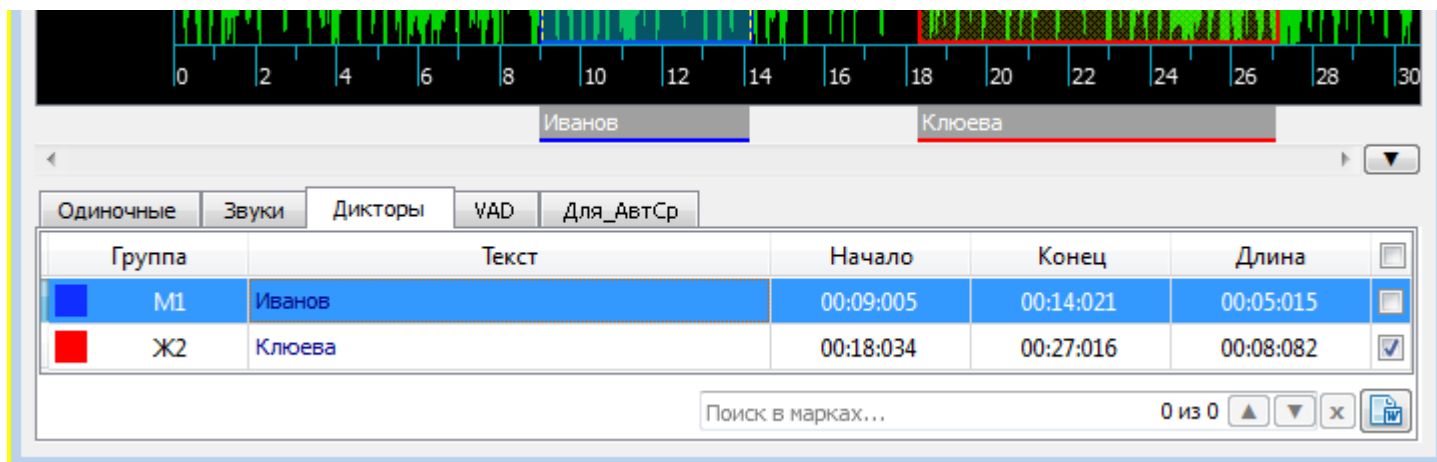 0 2 4 6 8 10 12 14 16 18 20 22 24 26 28 30
Иванов Клюева
Одиночные Звуки Дикторы VAD Для_АвтСр
Группа Текст Начало Конец Длина
М1 Иванов 00:09:005 00:14:021 00:05:015
Ж2 Клюева 00:18:034 00:27:016 00:08:082
Поиск в марках... 0 из 0 x W